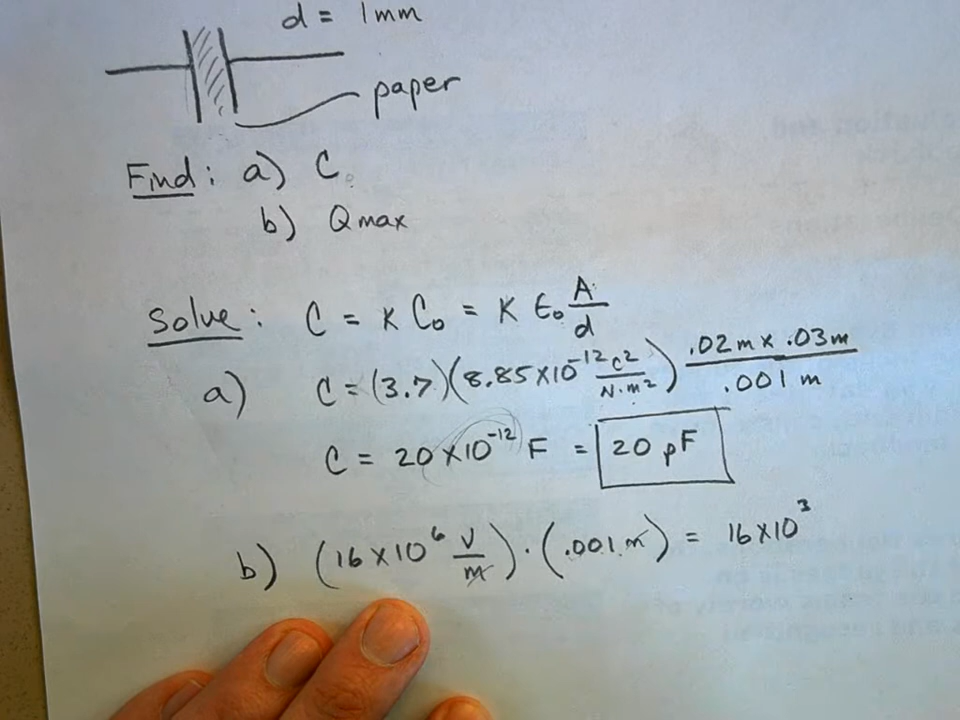 d = 1mm
paper
Find: a) C
b) Qmax
Solve: C = K C₀ = K ε₀ A/d
a) C = (3.7)(8.85×10⁻¹² C²/N·m²) .02m × .03m/.001 m
C = 20×10⁻¹² F = 20 pF
b) (16×10⁶ V/m)·(.001m) = 16×10³